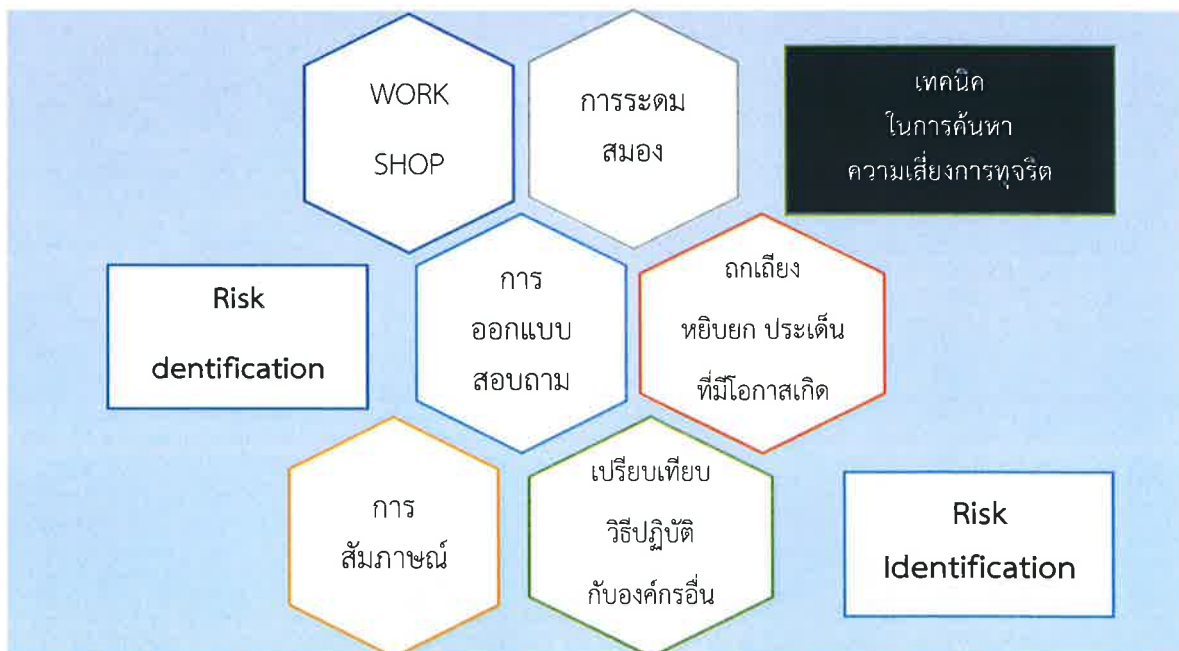 WORK
SHOP
การระดม
สมอง
เทคนิค
ในการค้นหา
ความเสี่ยงการทุจริต
Risk
dentification
การ
ออกแบบ
สอบถาม
ถกเถียง
หยิบยก ประเด็น
ที่มีโอกาสเกิด
การ
สัมภาษณ์
เปรียบเทียบ
วิธีปฏิบัติ
กับองค์กรอื่น
Risk
Identification